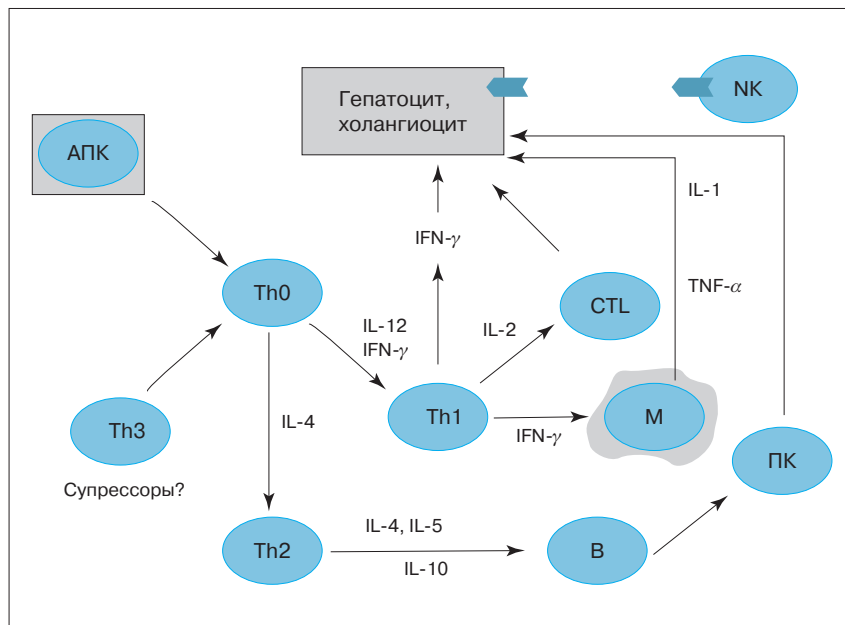 Гепатоцит,
холангиоцит
NK
АПК
IL-1
IFN-γ
Th0
CTL
TNF-α
IL-12
IFN-γ
IL-2
Th3
IL-4
Th1
IFN-γ
M
ПК
Супрессоры?
Th2
IL-4, IL-5
IL-10
B